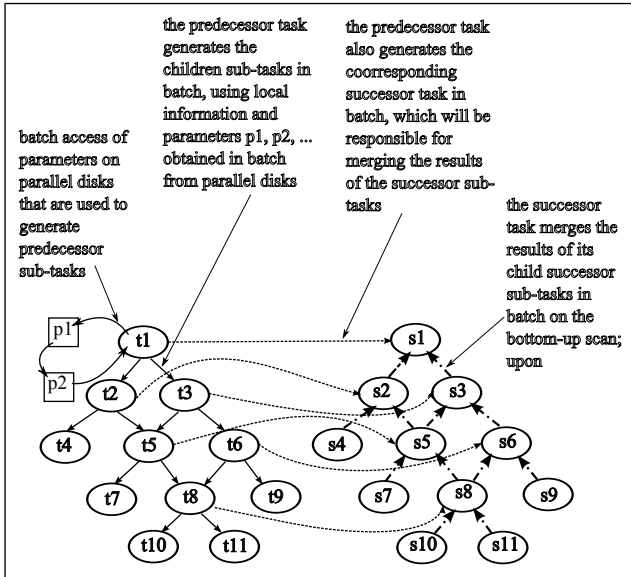 the predecessor task
generates the
children sub-tasks in
batch, using local
information and
parameters p1, p2, ...
obtained in batch
from parallel disks
the predecessor task
also generates the
coorresponding
successor task in
batch, which will be
responsible for
merging the results
of the successor sub-
tasks
batch access of
parameters on
parallel disks
that are used to
generate
predecessor
sub-tasks
the successor
task merges the
results of its
child successor
sub-tasks in
batch on the
bottom-up scan;
upon
p1
t1
s1
p2
t2
t3
s2
s3
t4
t5
t6
s4
s5
s6
t7
t8
t9
s7
s8
s9
t10
t11
s10
s11